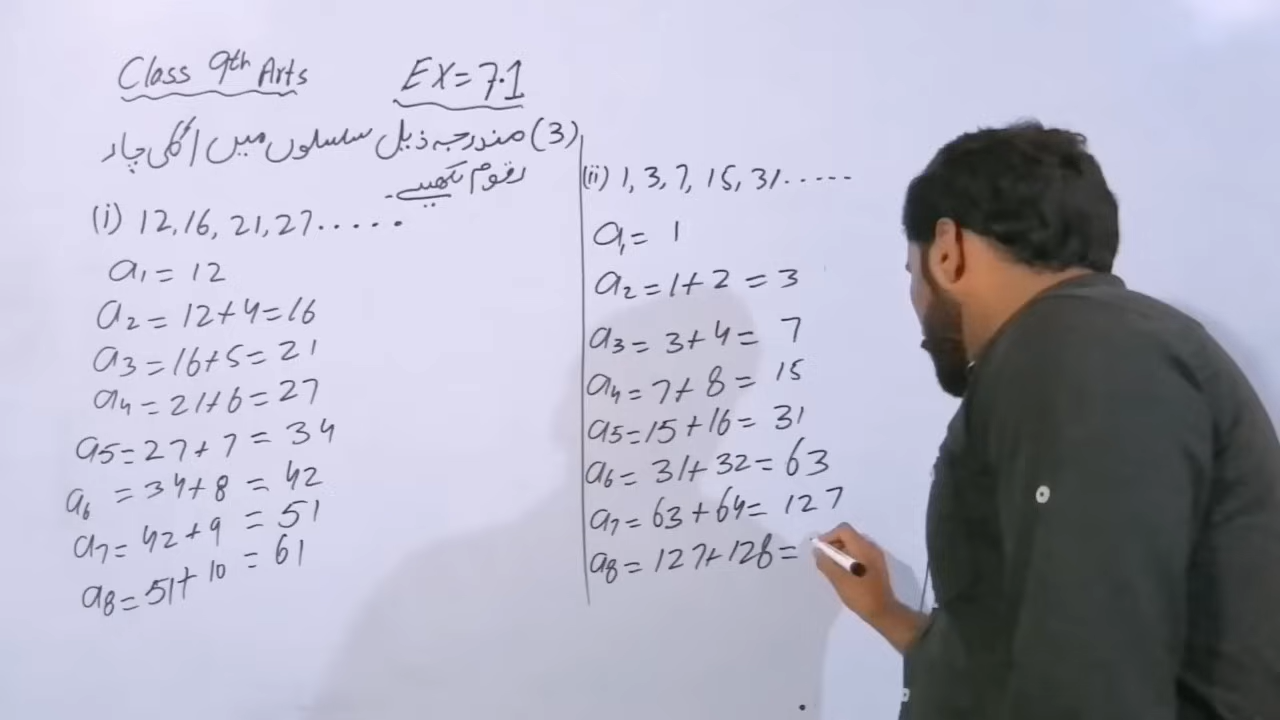 Class 9th Arts
EX=7.1
(3) مندرجہ ذیل سلسلوں میں اگلی چار
رقوم لکھیے۔
(i) 12,16, 21,27.....
a1= 12
a2=12+4=16
a3=16+5=21
a4=21+6=27
a5=27+7=34
a6=34+8=42
a7=42+9=51
a8=51+10=61
(ii) 1, 3, 7, 15, 31.....
a1= 1
a2=1+2=3
a3=3+4=7
a4=7+8=15
a5=15+16=31
a6=31+32=63
a7=63+64=127
a8=127+128=